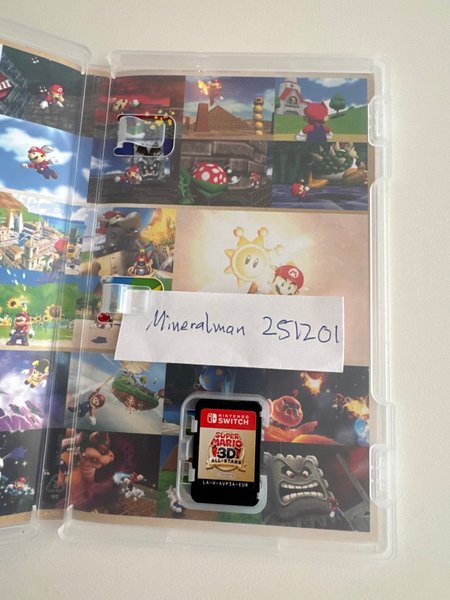 Mineralman 251201
NINTENDO
SWITCH
SUPER
MARIO
3D
ALL-STARS
LA-H-AVP3A-EUR